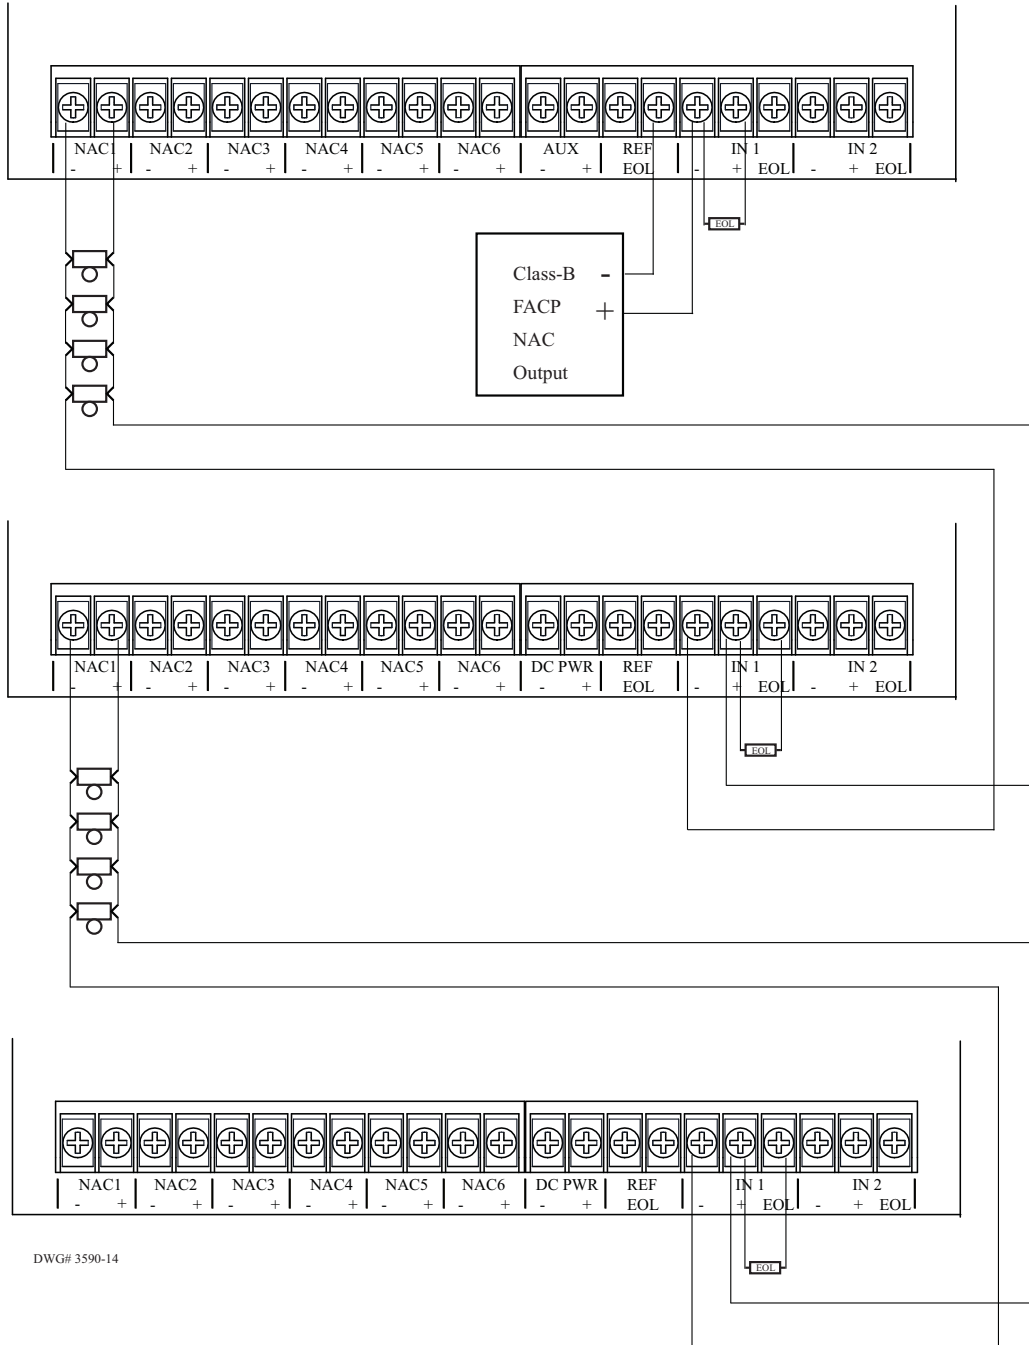 NAC1 NAC2 NAC3 NAC4 NAC5 NAC6 AUX REF IN 1 IN 2
- + - + - + - + - + - + - + EOL - + EOL - + EOL
EOL
Class-B -
FACP +
NAC
Output
NAC1 NAC2 NAC3 NAC4 NAC5 NAC6 DC PWR REF IN 1 IN 2
- + - + - + - + - + - + - + EOL - + EOL - + EOL
EOL
NAC1 NAC2 NAC3 NAC4 NAC5 NAC6 DC PWR REF IN 1 IN 2
- + - + - + - + - + - + - + EOL - + EOL - + EOL
DWG# 3590-14
EOL